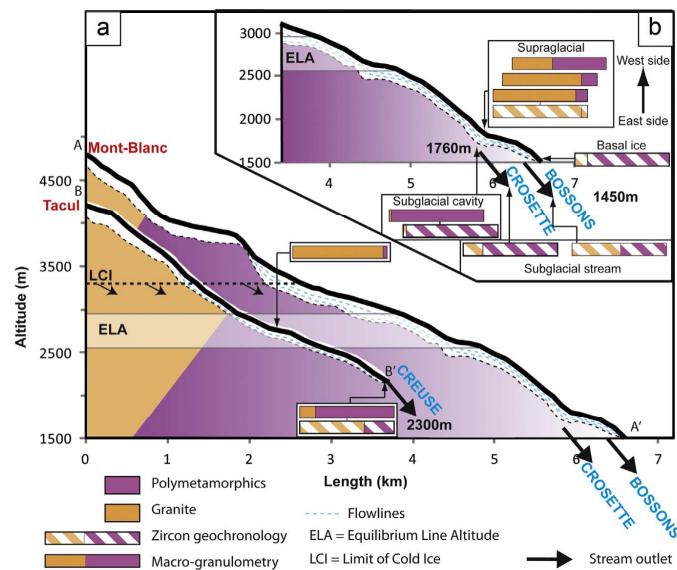 a
b
3000
2500
2000
1500
ELA
4
5
6
7
Supraglacial
West side
East side
1760m
Basal ice
1450m
CROSETTE
BOSSONS
Subglacial cavity
Subglacial stream
A
Mont-Blanc
B
Tacul
4500
3500
2500
1500
Altitude (m)
LCI
ELA
B'
CREUSE
2300m
A'
CROSETTE
BOSSONS
0
1
2
3
4
5
6
7
Length (km)
Polymetamorphics
Granite
Zircon geochronology
Macro-granulometry
Flowlines
ELA = Equilibrium Line Altitude
LCI = Limit of Cold Ice
Stream outlet